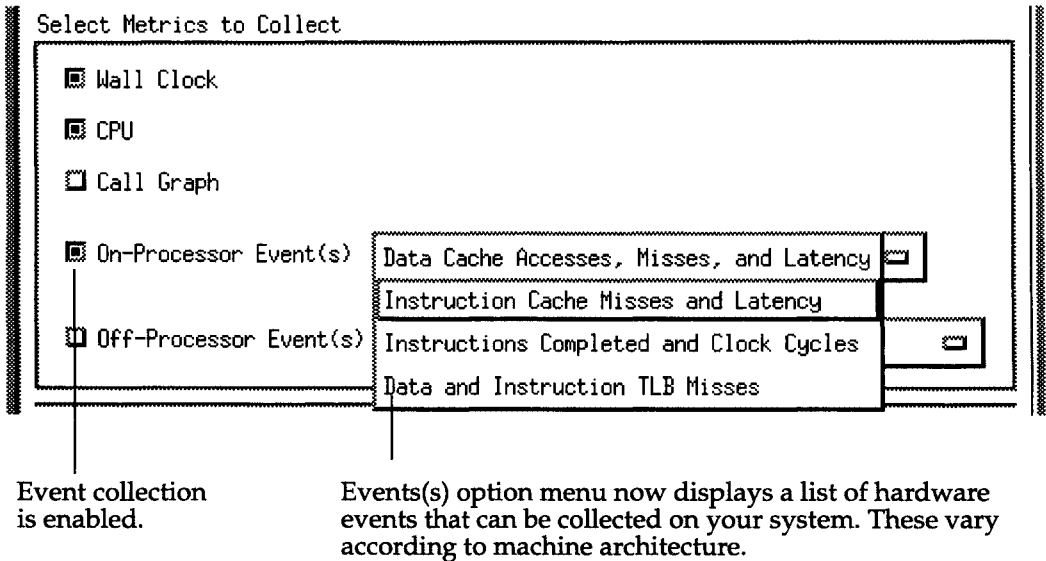 Select Metrics to Collect
Wall Clock
CPU
Call Graph
On-Processor Event(s)
Data Cache Accesses, Misses, and Latency
Instruction Cache Misses and Latency
Off-Processor Event(s)
Instructions Completed and Clock Cycles
Data and Instruction TLB Misses
Event collection
is enabled.
Events(s) option menu now displays a list of hardware
events that can be collected on your system. These vary
according to machine architecture.